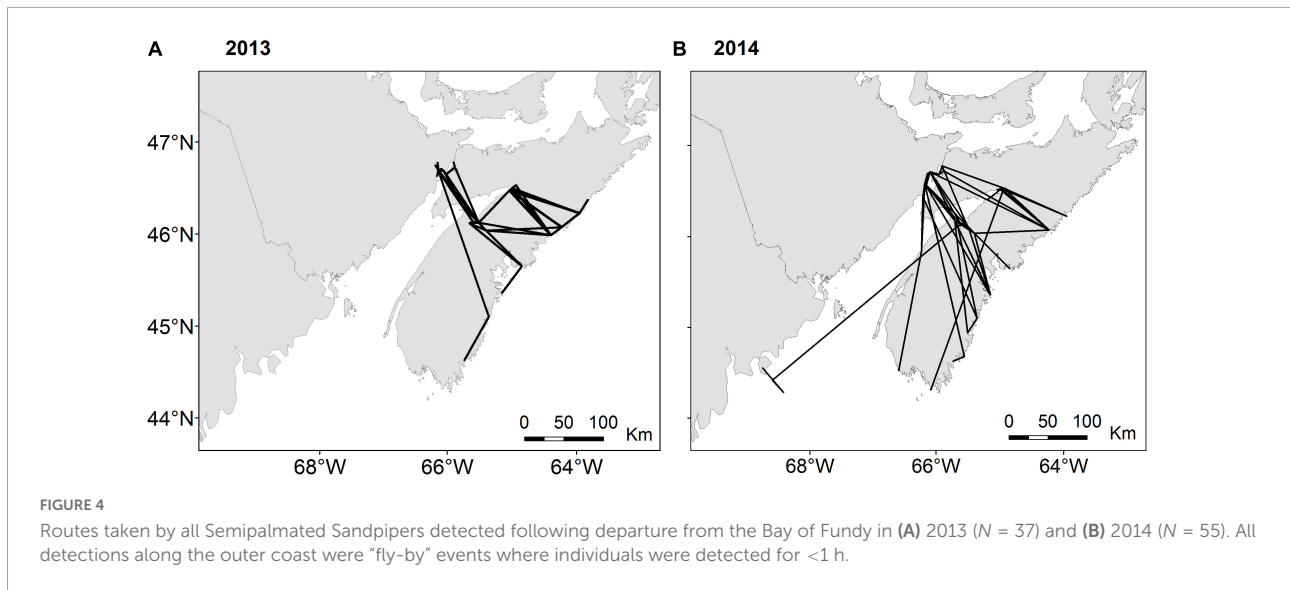 A 2013
B 2014
47°N
46°N
45°N
44°N
0 50 100
Km
0 50 100
Km
68°W 66°W 64°W
68°W 66°W 64°W
FIGURE 4
Routes taken by all Semipalmated Sandpipers detected following departure from the Bay of Fundy in (A) 2013 (N = 37) and (B) 2014 (N = 55). All
detections along the outer coast were “fly-by” events where individuals were detected for <1 h.